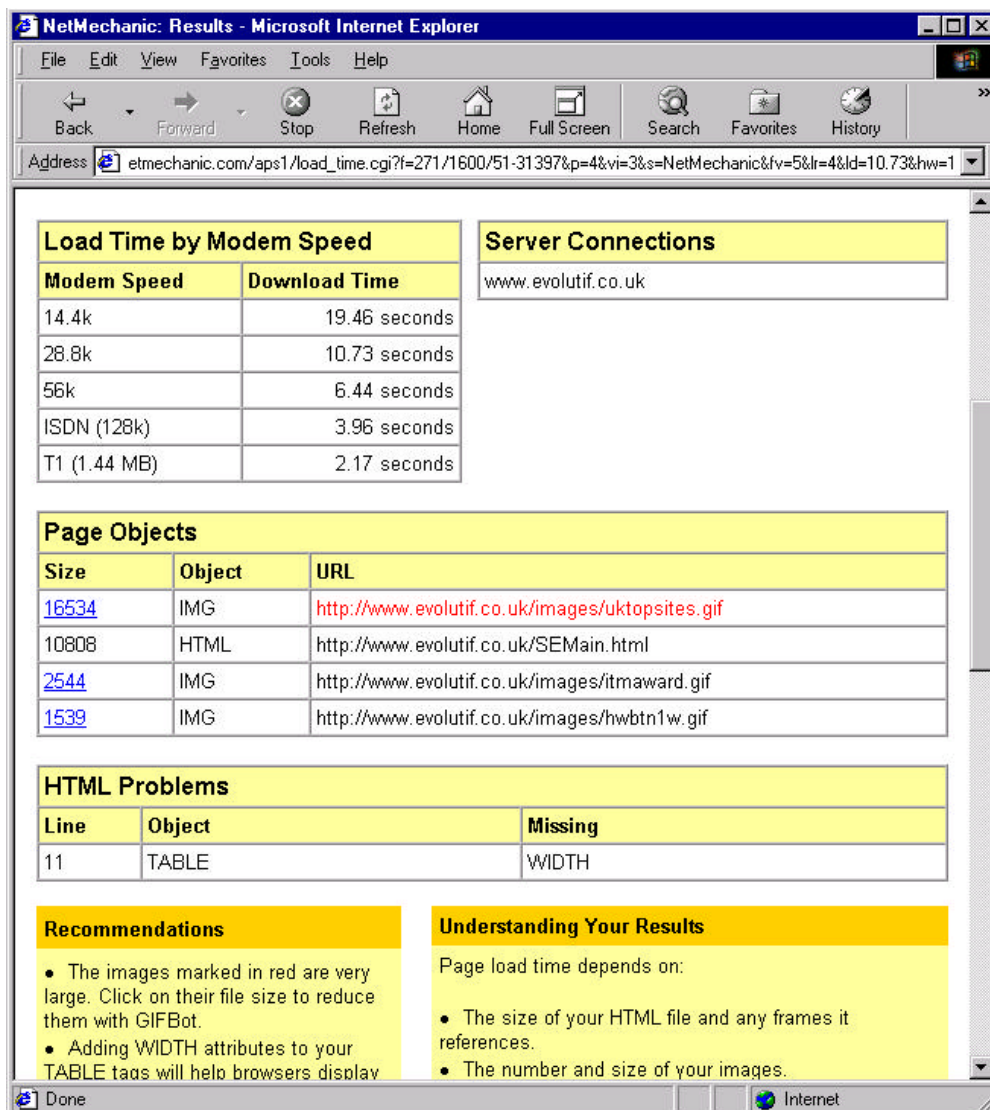 NetMechanic: Results - Microsoft Internet Explorer
File Edit View Favorites Tools Help
Back Forward Stop Refresh Home Full Screen Search Favorites History »
Address etmechanic.com/aps1/load_time.cgi?f=271/1600/51-31397&p=4&vi=3&s=NetMechanic&fv=5&lr=4&ld=10.73&hw=1
Load Time by Modem Speed
Modem Speed Download Time
14.4k 19.46 seconds
28.8k 10.73 seconds
56k 6.44 seconds
ISDN (128k) 3.96 seconds
T1 (1.44 MB) 2.17 seconds
Server Connections
www.evolutif.co.uk
Page Objects
Size Object URL
16534 IMG http://www.evolutif.co.uk/images/uktopsites.gif
10808 HTML http://www.evolutif.co.uk/SEMain.html
2544 IMG http://www.evolutif.co.uk/images/itmaward.gif
1539 IMG http://www.evolutif.co.uk/images/hwbtn1w.gif
HTML Problems
Line Object Missing
11 TABLE WIDTH
Recommendations
• The images marked in red are very
large. Click on their file size to reduce
them with GIFBot.
• Adding WIDTH attributes to your
TABLE tags will help browsers display
Understanding Your Results
Page load time depends on:
• The size of your HTML file and any frames it
references.
• The number and size of your images.
Done Internet